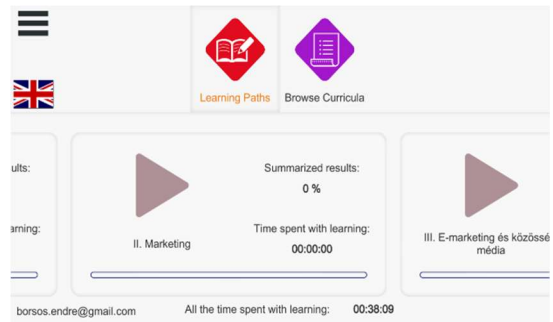 Learning Paths
Browse Curricula
ults:
arning:
II. Marketing
Summarized results:
0 %
Time spent with learning:
00:00:00
III. E-marketing és közössé
média
borsos.endre@gmail.com
All the time spent with learning: 00:38:09